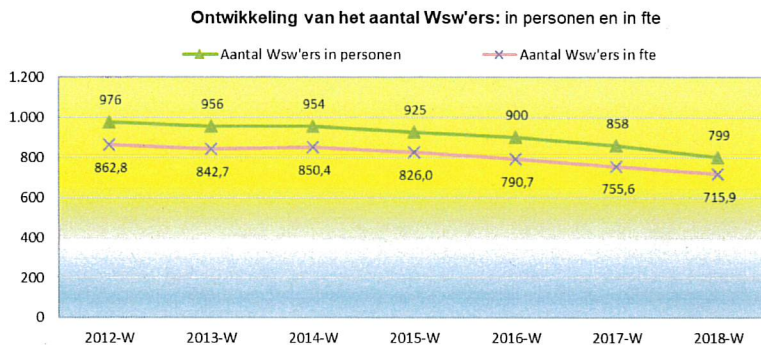 Ontwikkeling van het aantal Wsw'ers: in personen en in fte
Aantal Wsw'ers in personen Aantal Wsw'ers in fte
1.200
1.000
800
600
400
200
0
976 956 954 925 900 858 799
862,8 842,7 850,4 826,0 790,7 755,6 715,9
2012-W 2013-W 2014-W 2015-W 2016-W 2017-W 2018-W